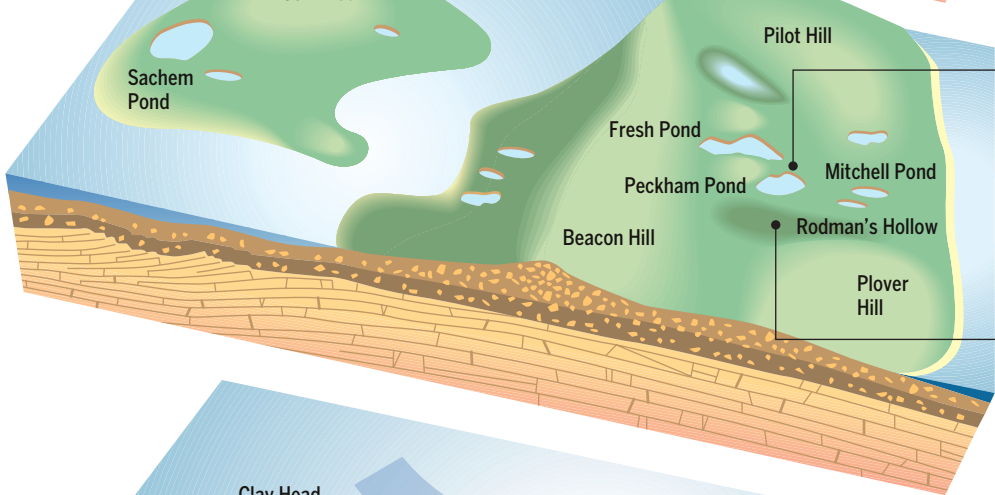 Sachem
Pond
Pilot Hill
Fresh Pond
Peckham Pond
Mitchell Pond
Beacon Hill
Rodman's Hollow
Plover
Hill